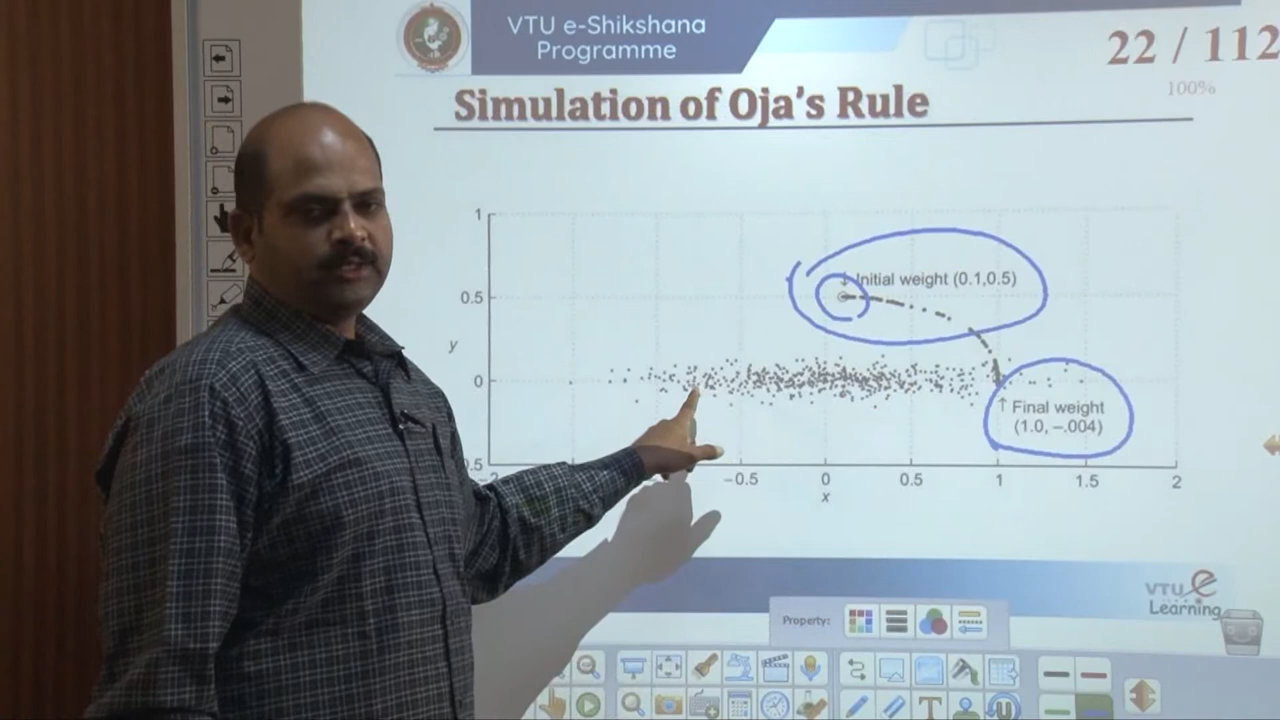 VTU e-Shikshana
Programme
22 / 112
100%
Simulation of Oja's Rule
1
↓ Initial weight (0.1,0.5)
0.5
y
0
↑ Final weight
(1.0, −.004)
0.5
−0.5
0
0.5
1
1.5
2
x
VTU e
Learning
Property:
T